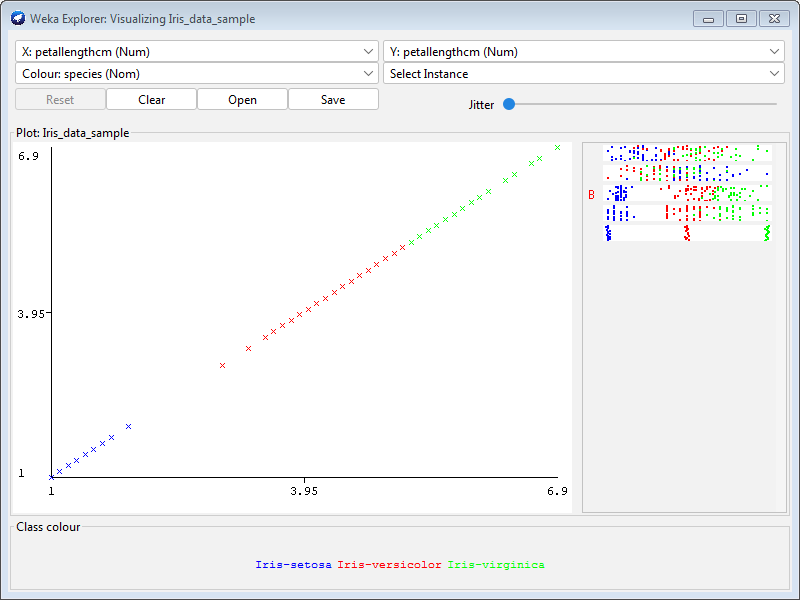 Weka Explorer: Visualizing Iris_data_sample
X: petallengthcm (Num) Y: petallengthcm (Num)
Colour: species (Nom) Select Instance
Reset Clear Open Save Jitter
Plot: Iris_data_sample
6.9
B
3.95
1
1 3.95 6.9
Class colour
Iris-setosa Iris-versicolor Iris-virginica